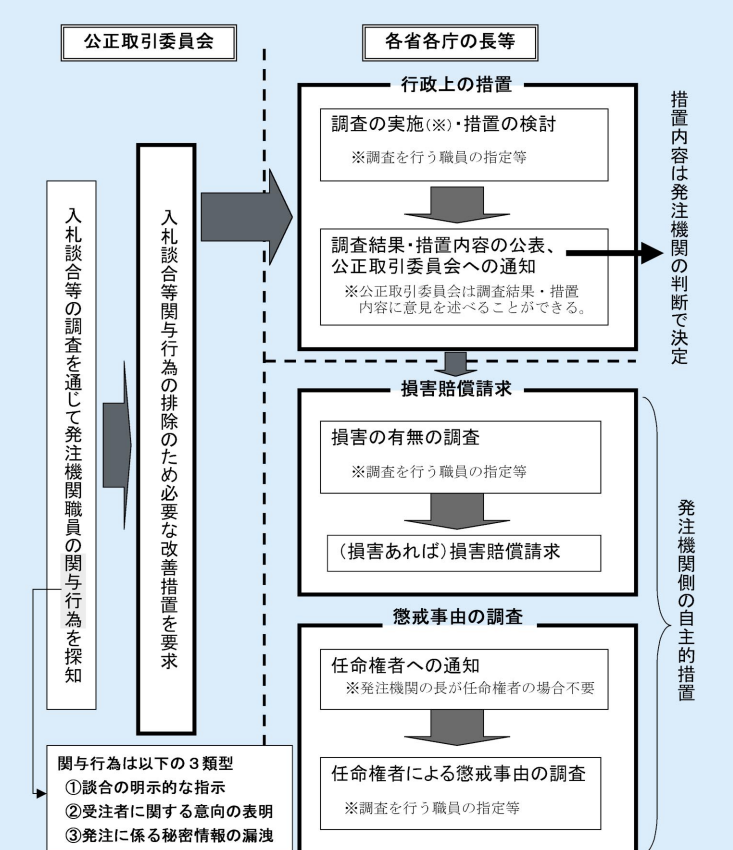 公正取引委員会
各省各庁の長等
入札談合等の調査を通じて発注機関職員の関与行為を探知
入札談合等関与行為の排除のため必要な改善措置を要求
関与行為は以下の３類型
①談合の明示的な指示
②受注者に関する意向の表明
③発注に係る秘密情報の漏洩
行政上の措置
調査の実施(※)・措置の検討
※調査を行う職員の指定等
調査結果・措置内容の公表、
公正取引委員会への通知
※公正取引委員会は調査結果・措置
内容に意見を述べることができる。
措置内容は発注機関の判断で決定
損害賠償請求
損害の有無の調査
※調査を行う職員の指定等
(損害あれば)損害賠償請求
懲戒事由の調査
任命権者への通知
※発注機関の長が任命権者の場合不要
任命権者による懲戒事由の調査
※調査を行う職員の指定等
発注機関側の自主的措置